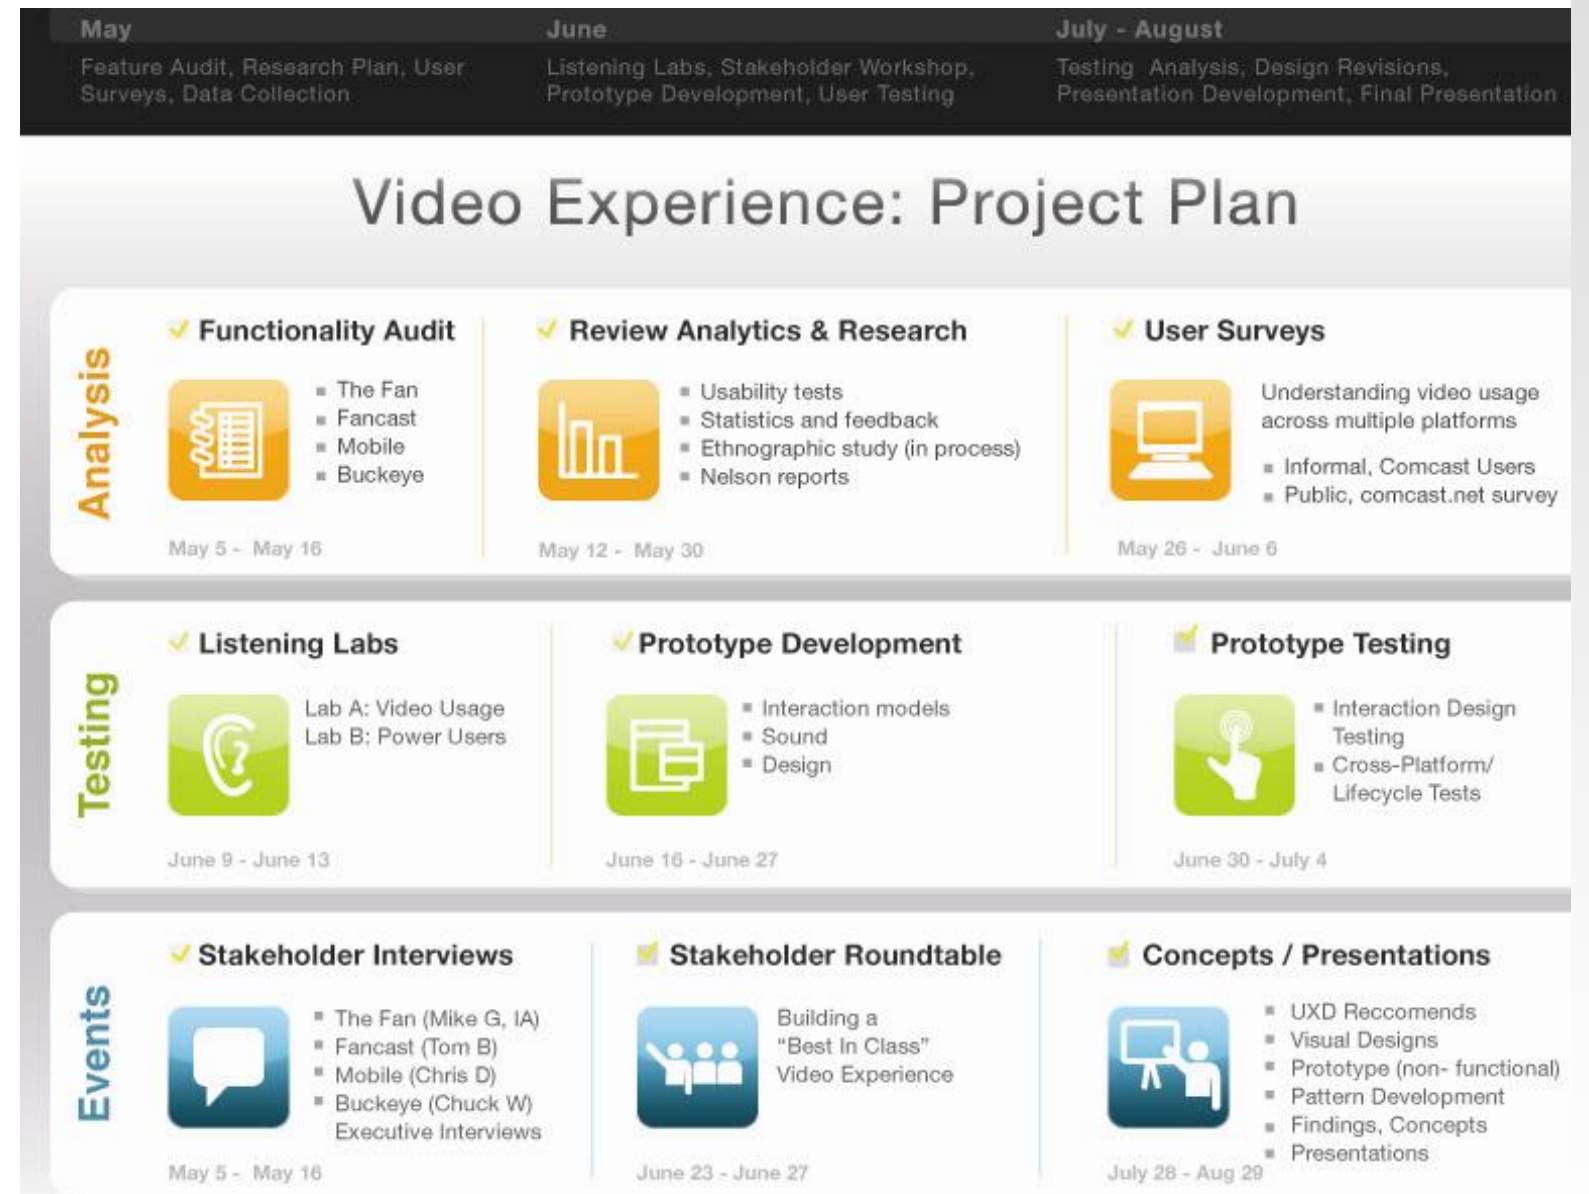 May
Feature Audit, Research Plan, User
Surveys, Data Collection
June
Listening Labs, Stakeholder Workshop,
Prototype Development, User Testing
July - August
Testing Analysis, Design Revisions,
Presentation Development, Final Presentation
Video Experience: Project Plan
Analysis
Functionality Audit
The Fan
Fancast
Mobile
Buckeye
May 5 - May 16
Review Analytics & Research
Usability tests
Statistics and feedback
Ethnographic study (in process)
Nelson reports
May 12 - May 30
User Surveys
Understanding video usage
across multiple platforms
Informal, Comcast Users
Public, comcast.net survey
May 26 - June 6
Testing
Listening Labs
Lab A: Video Usage
Lab B: Power Users
June 9 - June 13
Prototype Development
Interaction models
Sound
Design
June 16 - June 27
Prototype Testing
Interaction Design
Testing
Cross-Platform/
Lifecycle Tests
June 30 - July 4
Events
Stakeholder Interviews
The Fan (Mike G, IA)
Fancast (Tom B)
Mobile (Chris D)
Buckeye (Chuck W)
Executive Interviews
May 5 - May 16
Stakeholder Roundtable
Building a
“Best In Class”
Video Experience
June 23 - June 27
Concepts / Presentations
UXD Reccomends
Visual Designs
Prototype (non- functional)
Pattern Development
Findings, Concepts
Presentations
July 28 - Aug 29